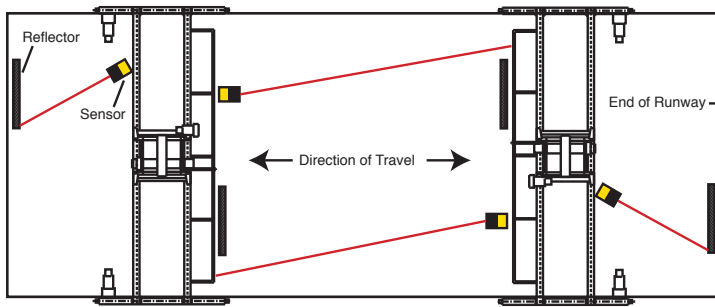 Reflector
Sensor
Direction of Travel
End of Runway